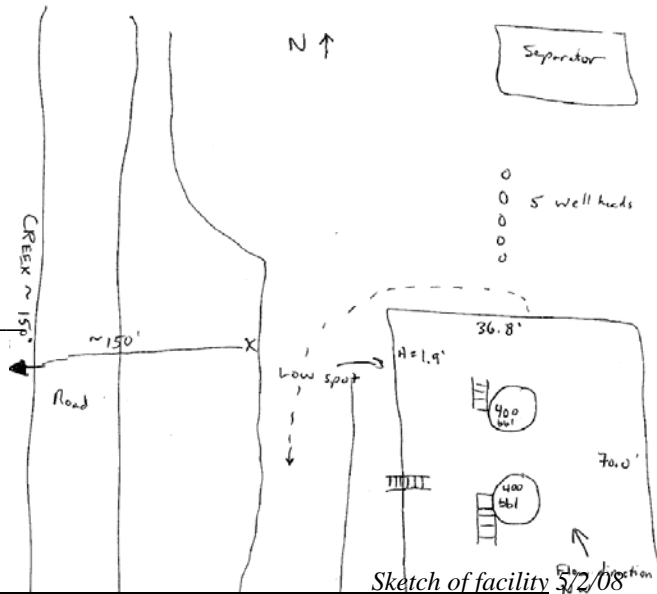 N
Separator
5 well heads
CREEK ~ 150'
36.8'
~150'
X
H = 1.9'
Low spot
Road
400
bbl
70.0'
400
bbl
Flow direction
NW
Sketch of facility 5/2/08